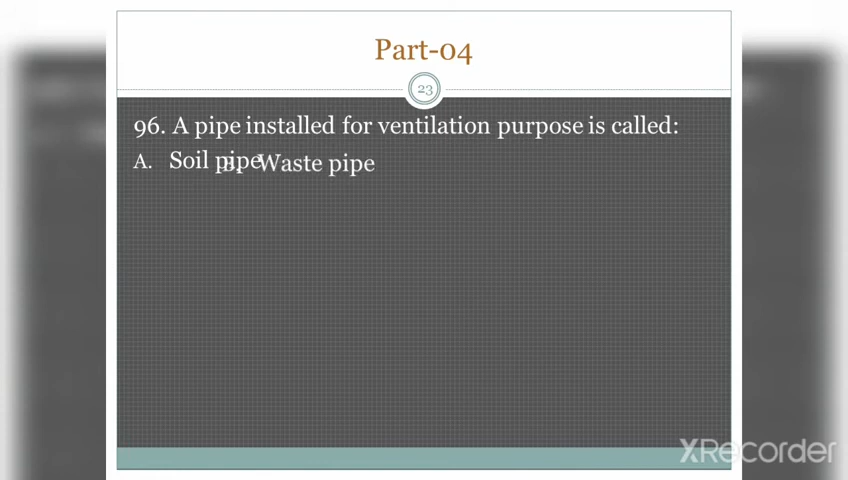 Part-04
23
96. A pipe installed for ventilation purpose is called:
A. Soil pipe B. Waste pipe
XRecorder